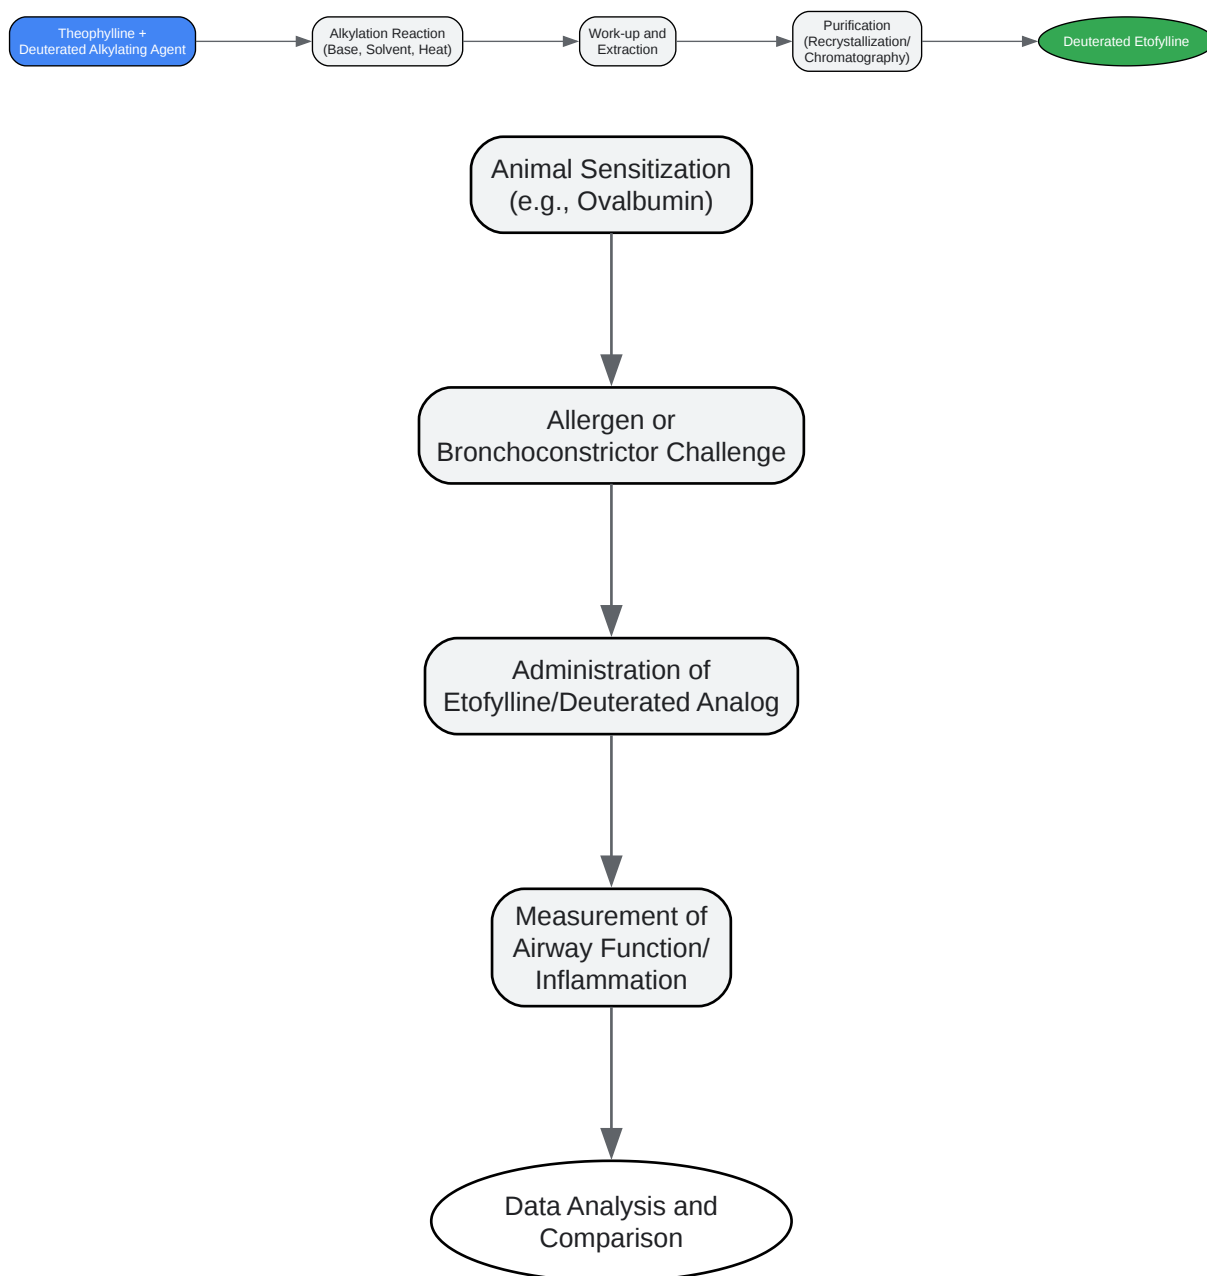 Theophylline +
Deuterated Alkylating Agent
Alkylation Reaction
(Base, Solvent, Heat)
Work-up and
Extraction
Purification
(Recrystallization/
Chromatography)
Deuterated Etofylline
Animal Sensitization
(e.g., Ovalbumin)
Allergen or
Bronchoconstrictor Challenge
Administration of
Etofylline/Deuterated Analog
Measurement of
Airway Function/
Inflammation
Data Analysis and
Comparison